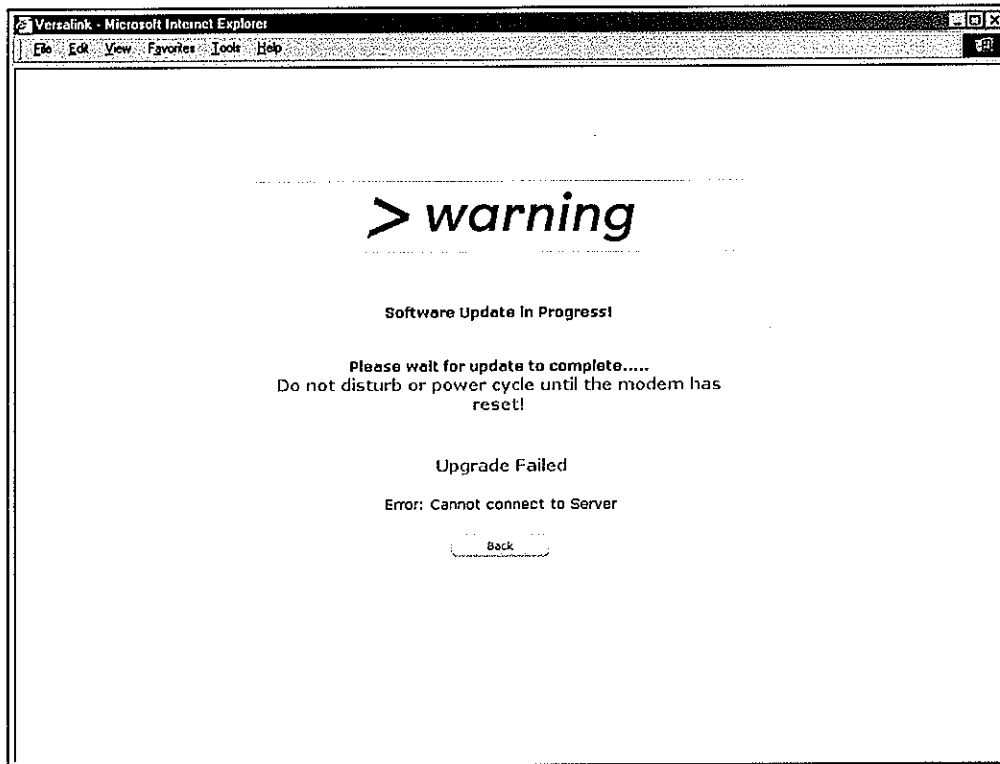 Versalink - Microsoft Internet Explorer
File Edit View Favorites Tools Help
> warning
Software Update in Progress!
Please wait for update to complete.....
Do not disturb or power cycle until the modem has
reset!
Upgrade Failed
Error: Cannot connect to Server
Back